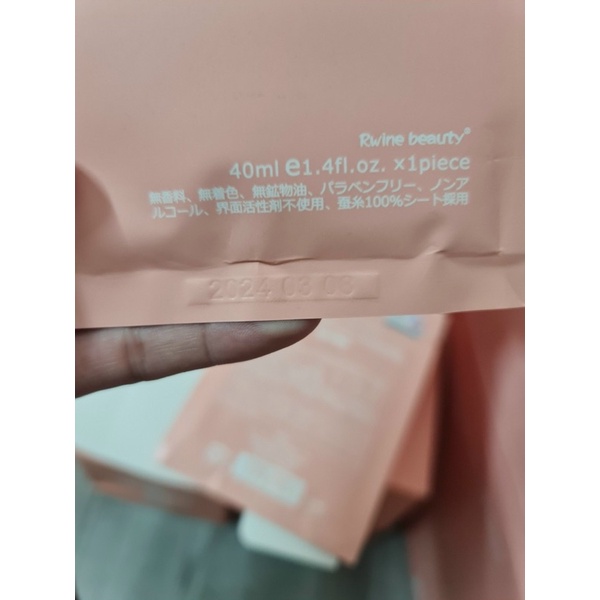 Rwine beauty®
40ml e1.4fl.oz. x1piece
無香料、無着色、無鉱物油、パラベンフリー、ノンア
ルコール、界面活性剤不使用、蚕糸100%シート採用
2024 03 03